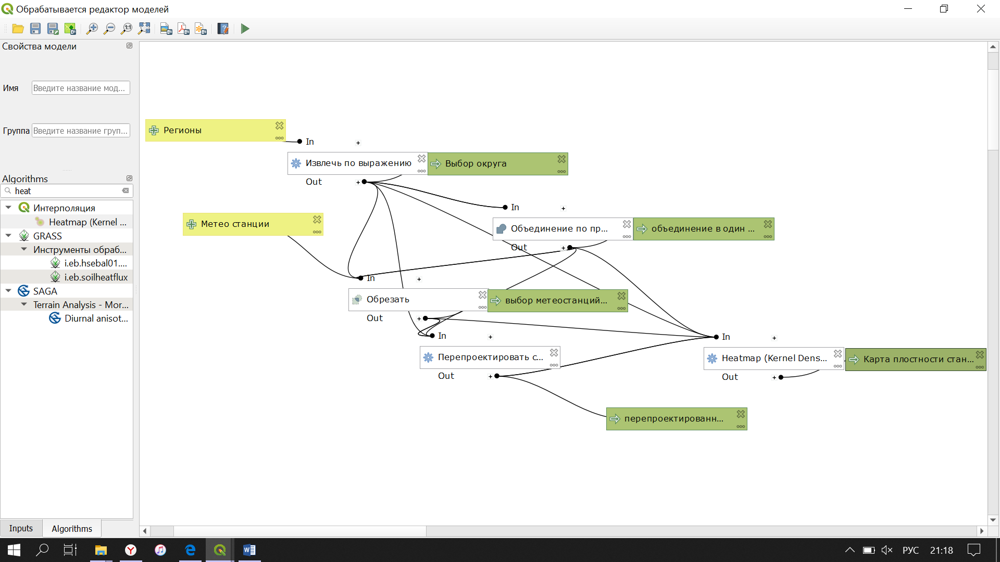 Обрабатывается редактор моделей
1:1
Свойства модели
Имя
Введите название мод...
Группа
Введите название груп...
Algorithms
heat
Интерполяция
Heatmap (Kernel ...
GRASS
Инструменты обраб...
i.eb.hsebal01....
i.eb.soilheatflux
SAGA
Terrain Analysis - Mor...
Diurnal anisot...
Inputs
Algorithms
Регионы
In
Извлечь по выражению
Выбор округа
Out
In
Метео станции
Объединение по пр...
объединение в один ...
Out
In
Обрезать
выбор метеостанций...
Out
In
In
Перепроектировать с...
Heatmap (Kernel Dens...
Карта плостности стан...
Out
Out
перепроектированн...
РУС
21:18